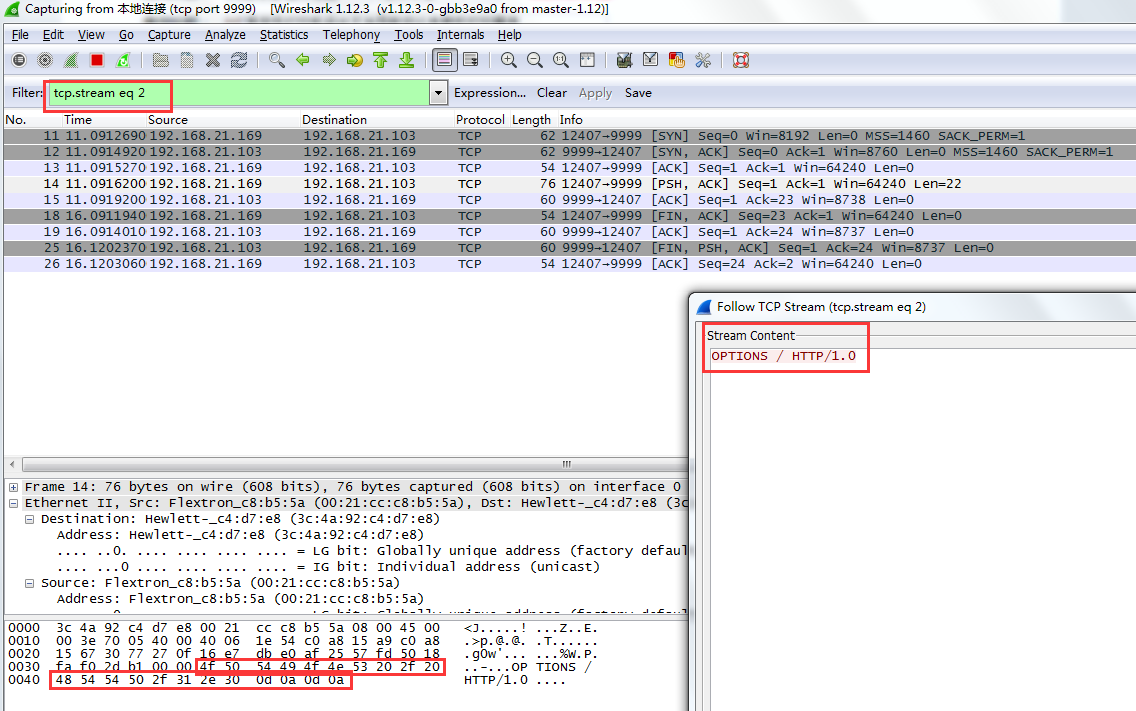 Capturing from 本地连接 (tcp port 9999) [Wireshark 1.12.3 (v1.12.3-0-gbb3e9a0 from master-1.12)]
File Edit View Go Capture Analyze Statistics Telephony Tools Internals Help
Filter: tcp.stream eq 2 Expression... Clear Apply Save
No. Time Source Destination Protocol Length Info
11 11.0912690 192.168.21.169 192.168.21.103 TCP 62 12407→9999 [SYN] Seq=0 Win=8192 Len=0 MSS=1460 SACK_PERM=1
12 11.0914920 192.168.21.103 192.168.21.169 TCP 62 9999→12407 [SYN, ACK] Seq=0 Ack=1 Win=8760 Len=0 MSS=1460 SACK_PERM=1
13 11.0915270 192.168.21.169 192.168.21.103 TCP 54 12407→9999 [ACK] Seq=1 Ack=1 Win=64240 Len=0
14 11.0916200 192.168.21.169 192.168.21.103 TCP 76 12407→9999 [PSH, ACK] Seq=1 Ack=1 Win=64240 Len=22
15 11.0919200 192.168.21.103 192.168.21.169 TCP 60 9999→12407 [ACK] Seq=1 Ack=23 Win=8738 Len=0
18 16.0911940 192.168.21.169 192.168.21.103 TCP 54 12407→9999 [FIN, ACK] Seq=23 Ack=1 Win=64240 Len=0
19 16.0914010 192.168.21.103 192.168.21.169 TCP 60 9999→12407 [ACK] Seq=1 Ack=24 Win=8737 Len=0
25 16.1202370 192.168.21.103 192.168.21.169 TCP 60 9999→12407 [FIN, PSH, ACK] Seq=1 Ack=24 Win=8737 Len=0
26 16.1203060 192.168.21.169 192.168.21.103 TCP 54 12407→9999 [ACK] Seq=24 Ack=2 Win=64240 Len=0
Follow TCP Stream (tcp.stream eq 2)
Stream Content
OPTIONS / HTTP/1.0
Frame 14: 76 bytes on wire (608 bits), 76 bytes captured (608 bits) on interface 0
Ethernet II, Src: Flextron_c8:b5:5a (00:21:cc:c8:b5:5a), Dst: Hewlett-_c4:d7:e8 (3c
Destination: Hewlett-_c4:d7:e8 (3c:4a:92:c4:d7:e8)
Address: Hewlett-_c4:d7:e8 (3c:4a:92:c4:d7:e8)
.... ..0. .... .... .... .... = LG bit: Globally unique address (factory defaul
.... ...0 .... .... .... .... = IG bit: Individual address (unicast)
Source: Flextron_c8:b5:5a (00:21:cc:c8:b5:5a)
Address: Flextron_c8:b5:5a (00:21:cc:c8:b5:5a)
0000 3c 4a 92 c4 d7 e8 00 21 cc c8 b5 5a 08 00 45 00 <J.....! ...Z..E.
0010 00 3e 70 05 40 00 40 06 1e 54 c0 a8 15 a9 c0 a8 .>p.@.@. .T......
0020 15 67 30 77 27 0f 16 e7 db e0 af 25 57 fd 50 18 .g0w'... ...%W.P.
0030 fa f0 2d b1 00 00 4f 50 54 49 4f 4e 53 20 2f 20 ..-...OP TIONS /
0040 48 54 54 50 2f 31 2e 30 0d 0a 0d 0a HTTP/1.0 ....